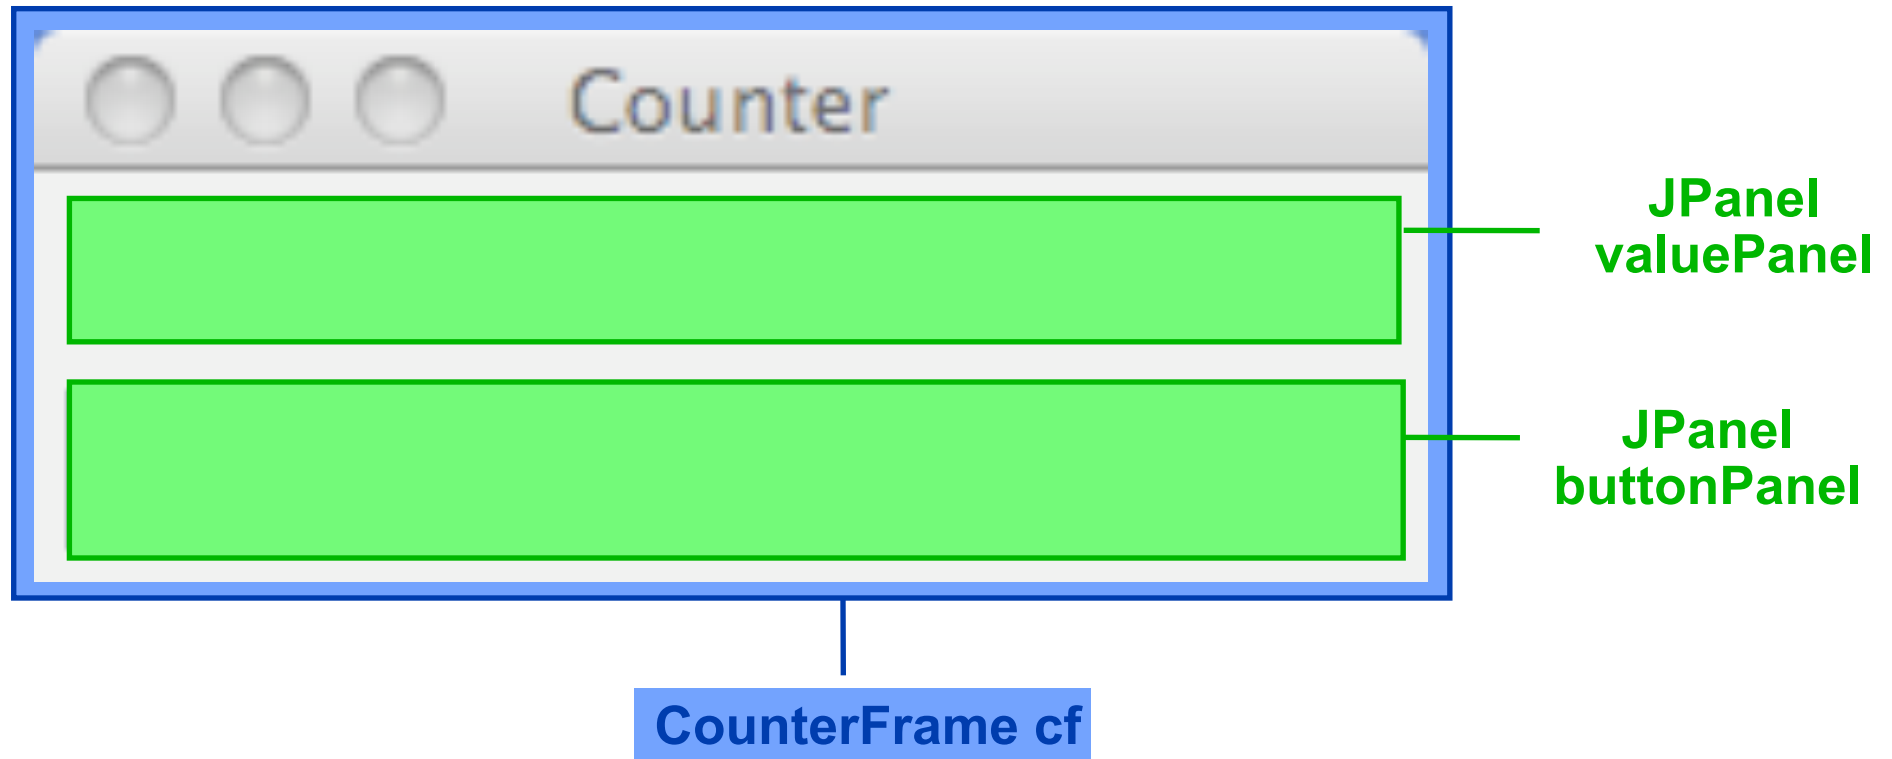 Counter
JPanel
valuePanel
JPanel
buttonPanel
CounterFrame cf